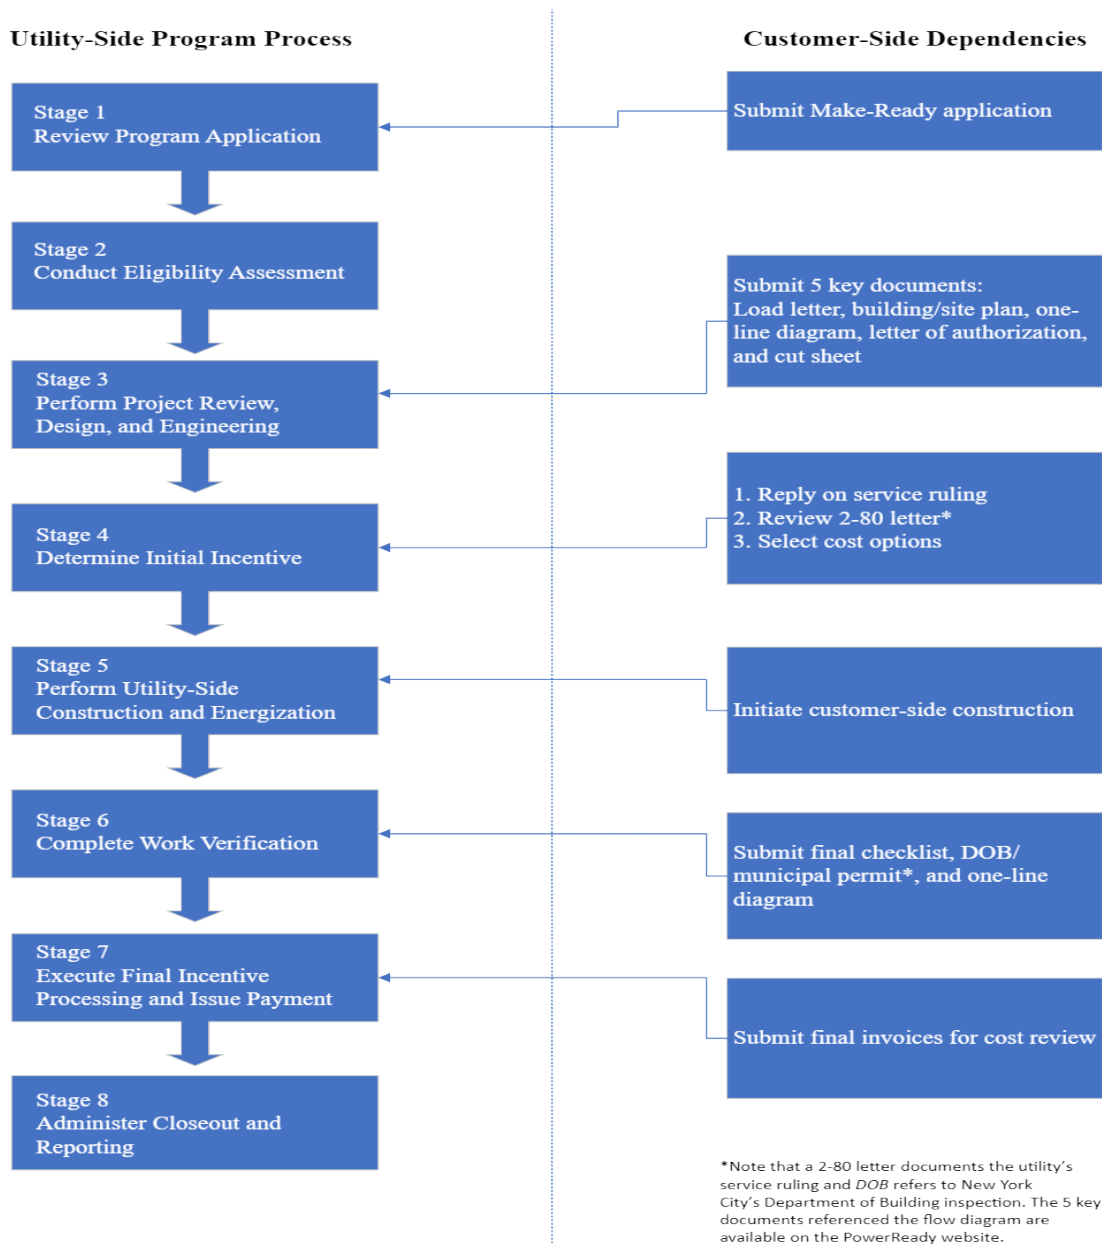 Utility-Side Program Process
Customer-Side Dependencies
Stage 1
Review Program Application
Submit Make-Ready application
Stage 2
Conduct Eligibility Assessment
Submit 5 key documents:
Load letter, building/site plan, one-
line diagram, letter of authorization,
and cut sheet
Stage 3
Perform Project Review,
Design, and Engineering
1. Reply on service ruling
2. Review 2-80 letter*
3. Select cost options
Stage 4
Determine Initial Incentive
Stage 5
Perform Utility-Side
Construction and Energization
Initiate customer-side construction
Stage 6
Complete Work Verification
Submit final checklist, DOB/
municipal permit*, and one-line
diagram
Stage 7
Execute Final Incentive
Processing and Issue Payment
Submit final invoices for cost review
Stage 8
Administer Closeout and
Reporting
*Note that a 2-80 letter documents the utility's
service ruling and DOB refers to New York
City's Department of Building inspection. The 5 key
documents referenced the flow diagram are
available on the PowerReady website.